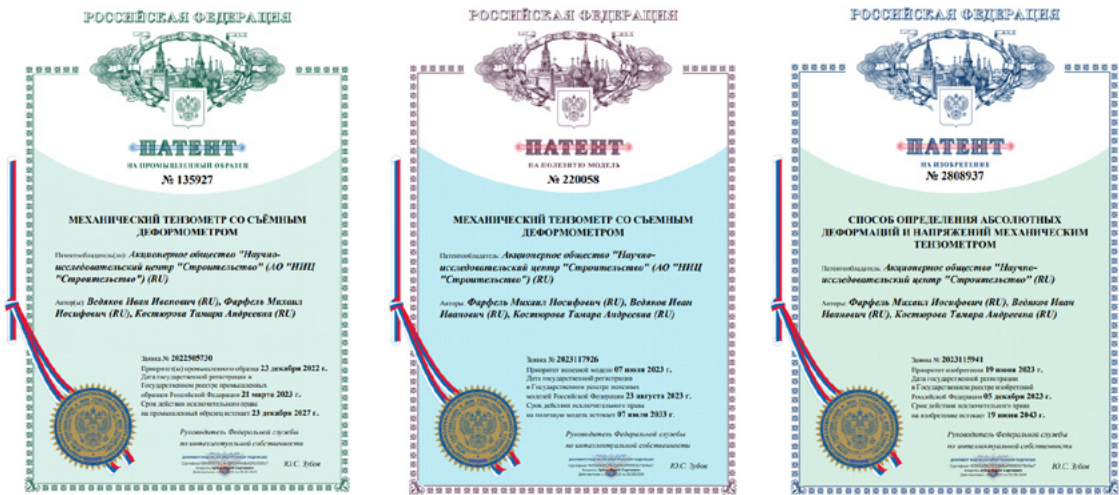 РОССИЙСКАЯ ФЕДЕРАЦИЯ
ПАТЕНТ
НА ПРОМЫШЛЕННЫЙ ОБРАЗЕЦ
№ 135927
МЕХАНИЧЕСКИЙ ТЕНЗОМЕТР СО СЪЁМНЫМ
ДЕФОРМОМЕТРОМ
Патентообладатель(ли): Акционерное общество "Научно-
исследовательский центр "Строительство" (АО "НИЦ
"Строительство") (RU)
Автор(ы): Ведяков Иван Иванович (RU), Фарфель Михаил
Иосифович (RU), Костюрова Тамара Андреевна (RU)
Заявка № 2022505730
Приоритет(ы) промышленного образца 23 декабря 2022 г.
Дата государственной регистрации в
Государственном реестре промышленных
образцов Российской Федерации 21 марта 2023 г.
Срок действия исключительного права
на промышленный образец истекает 23 декабря 2027 г.
Руководитель Федеральной службы
по интеллектуальной собственности
Ю.С. Зубов
РОССИЙСКАЯ ФЕДЕРАЦИЯ
ПАТЕНТ
НА ПОЛЕЗНУЮ МОДЕЛЬ
№ 220058
МЕХАНИЧЕСКИЙ ТЕНЗОМЕТР СО СЪЕМНЫМ
ДЕФОРМОМЕТРОМ
Патентообладатель: Акционерное общество "Научно-
исследовательский центр "Строительство" (АО "НИЦ
"Строительство") (RU)
Авторы: Фарфель Михаил Иосифович (RU), Ведяков Иван
Иванович (RU), Костюрова Тамара Андреевна (RU)
Заявка № 2023117926
Приоритет полезной модели 07 июля 2023 г.
Дата государственной регистрации
в Государственном реестре полезных
моделей Российской Федерации 23 августа 2023 г.
Срок действия исключительного права
на полезную модель истекает 07 июля 2033 г.
Руководитель Федеральной службы
по интеллектуальной собственности
Ю.С. Зубов
РОССИЙСКАЯ ФЕДЕРАЦИЯ
ПАТЕНТ
НА ИЗОБРЕТЕНИЕ
№ 2808937
СПОСОБ ОПРЕДЕЛЕНИЯ АБСОЛЮТНЫХ
ДЕФОРМАЦИЙ И НАПРЯЖЕНИЙ МЕХАНИЧЕСКИМ
ТЕНЗОМЕТРОМ
Патентообладатель: Акционерное общество "Научно-
исследовательский центр "Строительство" (RU)
Авторы: Фарфель Михаил Иосифович (RU), Ведяков Иван
Иванович (RU), Костюрова Тамара Андреевна (RU)
Заявка № 2023115941
Приоритет изобретения 19 июня 2023 г.
Дата государственной регистрации
в Государственном реестре изобретений
Российской Федерации 05 декабря 2023 г.
Срок действия исключительного права
на изобретение истекает 19 июня 2043 г.
Руководитель Федеральной службы
по интеллектуальной собственности
Ю.С. Зубов